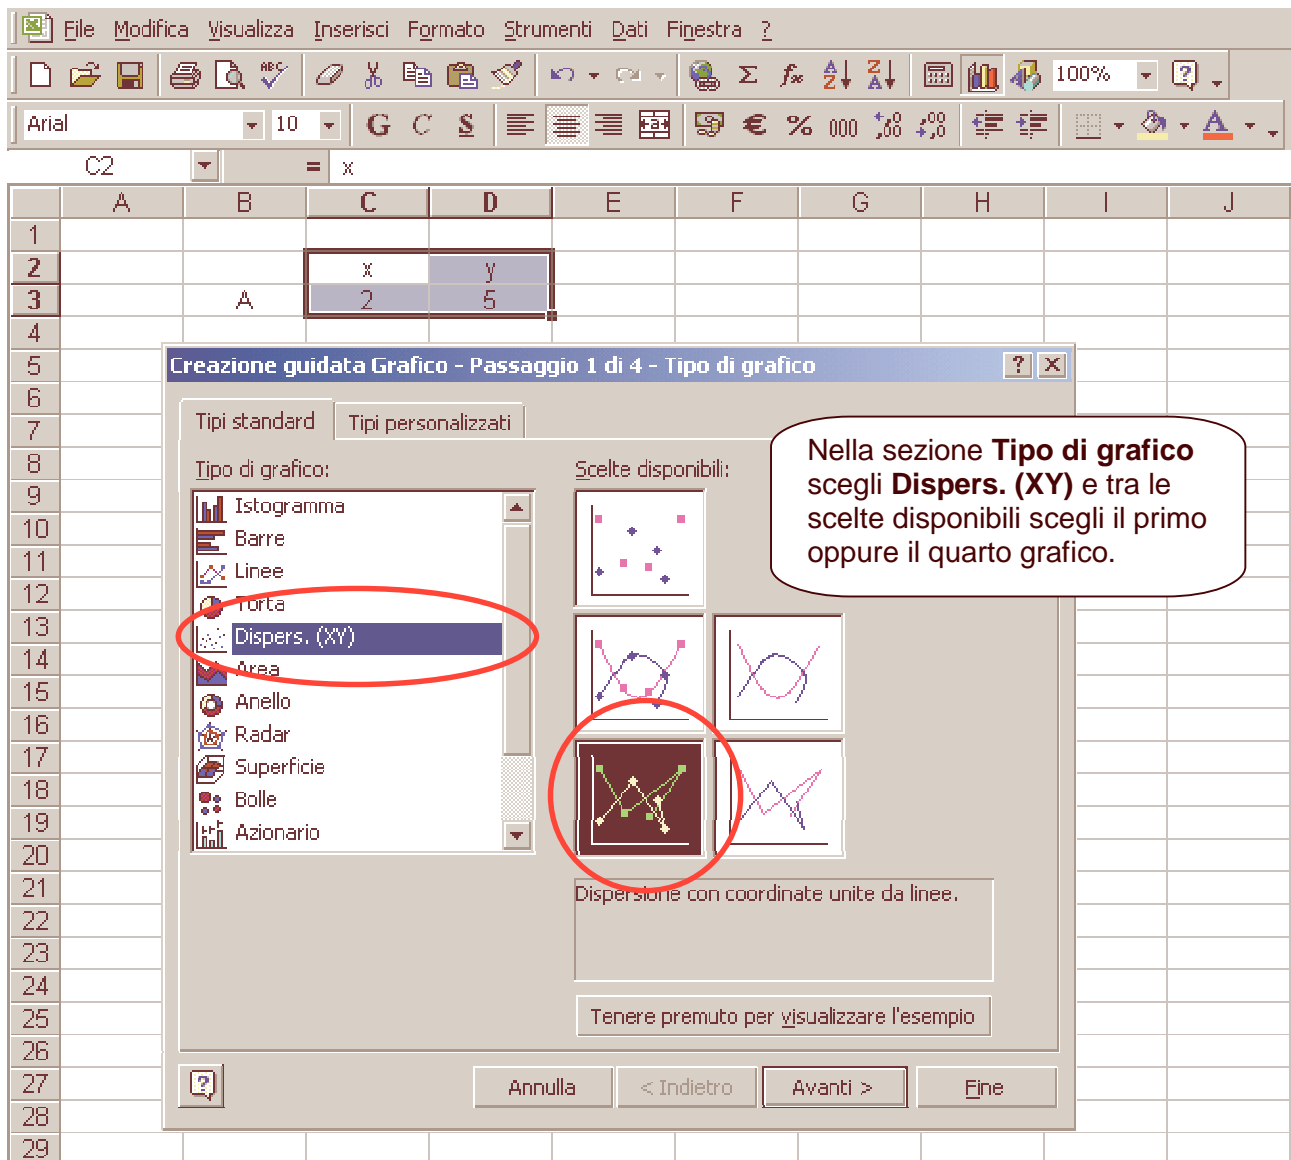 File Modifica Visualizza Inserisci Formato Strumenti Dati Finestra ?
ABC Σ fx A Z Z A 100% ?
Arial 10 G C S a € % 000 ,00 ,0
C2 = x
A B C D E F G H I J
1
2 x y
3 A 2 5
4
5
6
7
8
9
10
11
12
13
14
15
16
17
18
19
20
21
22
23
24
25
26
27
28
29
Creazione guidata Grafico - Passaggio 1 di 4 - Tipo di grafico ? X
Tipi standard Tipi personalizzati
Tipo di grafico:
Istogramma
Barre
Linee
Torta
Dispers. (XY)
Area
Anello
Radar
Superficie
Bolle
Azionario
Scelte disponibili:
Nella sezione Tipo di grafico
scegli Dispers. (XY) e tra le
scelte disponibili scegli il primo
oppure il quarto grafico.
Dispersione con coordinate unite da linee.
Tenere premuto per visualizzare l'esempio
? Annulla < Indietro Avanti > Fine